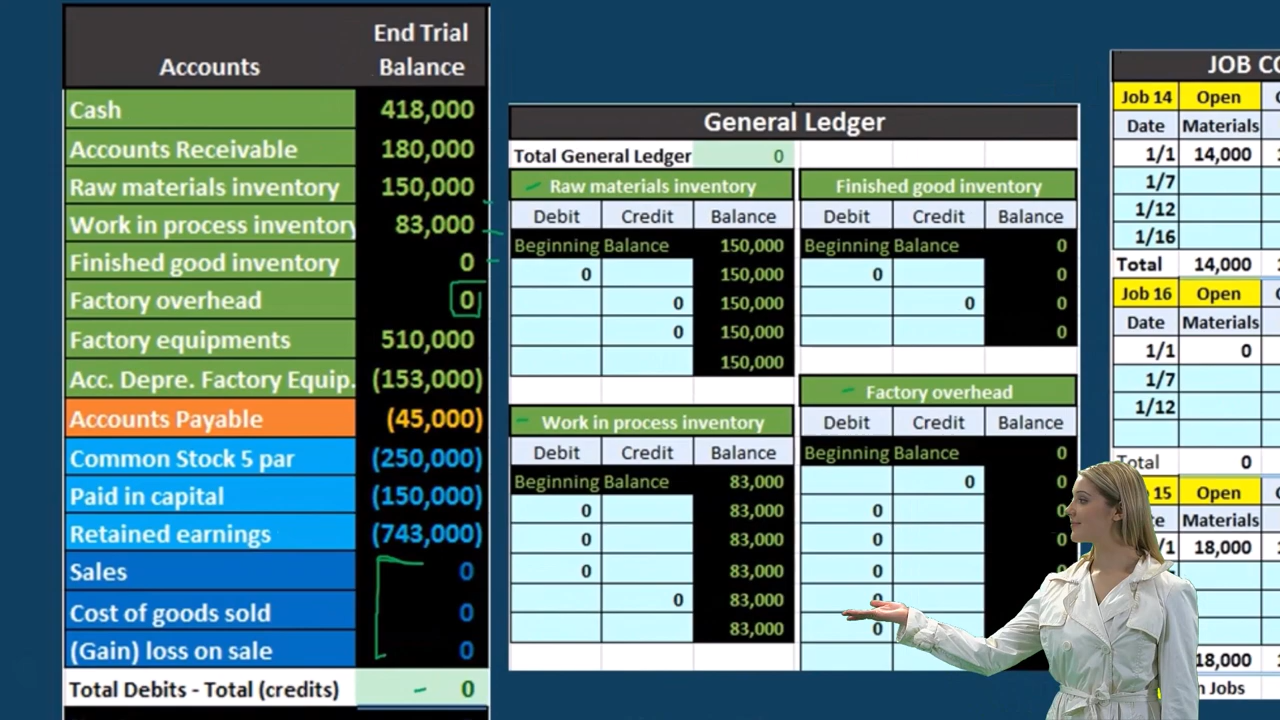 Accounts End Trial Balance
Cash 418,000
Accounts Receivable 180,000
Raw materials inventory 150,000
Work in process inventory 83,000
Finished good inventory 0
Factory overhead 0
Factory equipments 510,000
Acc. Depre. Factory Equip. (153,000)
Accounts Payable (45,000)
Common Stock 5 par (250,000)
Paid in capital (150,000)
Retained earnings (743,000)
Sales 0
Cost of goods sold 0
(Gain) loss on sale 0
Total Debits - Total (credits) - 0
General Ledger
Total General Ledger 0
Raw materials inventory
Debit Credit Balance
Beginning Balance 150,000
0 150,000
0 150,000
0 150,000
150,000
Work in process inventory
Debit Credit Balance
Beginning Balance 83,000
0 83,000
0 83,000
0 83,000
0 83,000
83,000
Finished good inventory
Debit Credit Balance
Beginning Balance 0
0 0
0 0
0
Factory overhead
Debit Credit Balance
Beginning Balance 0
0 0
0 0
0 0
0 0
0
0
JOB
Job 14 Open
Date Materials
1/1 14,000
1/7
1/12
1/16
Total 14,000
Job 16 Open
Date Materials
1/1 0
1/7
1/12
Total 0
15 Open
Materials
18,000
18,000
Jobs